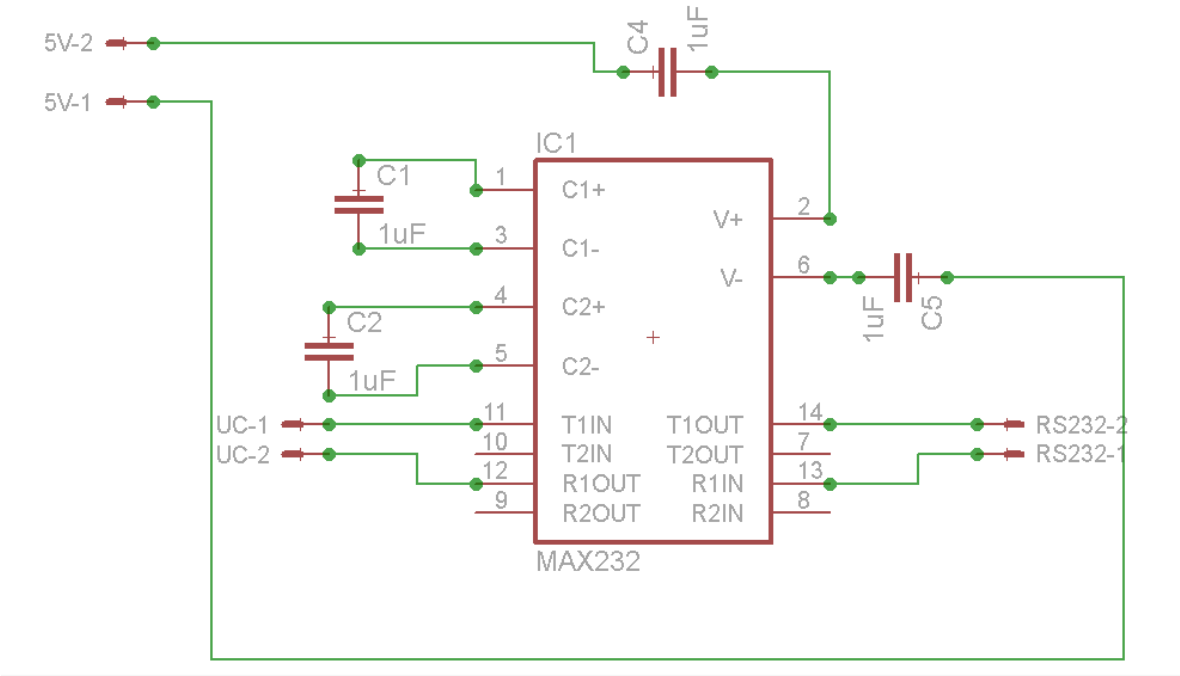 5V-2
5V-1
C4
1uF
IC1
C1
1uF
C2
1uF
1
3
4
5
11
10
12
9
C1+
C1-
C2+
C2-
T1IN
T2IN
R1OUT
R2OUT
V+
V-
T1OUT
T2OUT
R1IN
R2IN
2
6
14
7
13
8
1uF
C5
UC-1
UC-2
RS232-2
RS232-1
MAX232